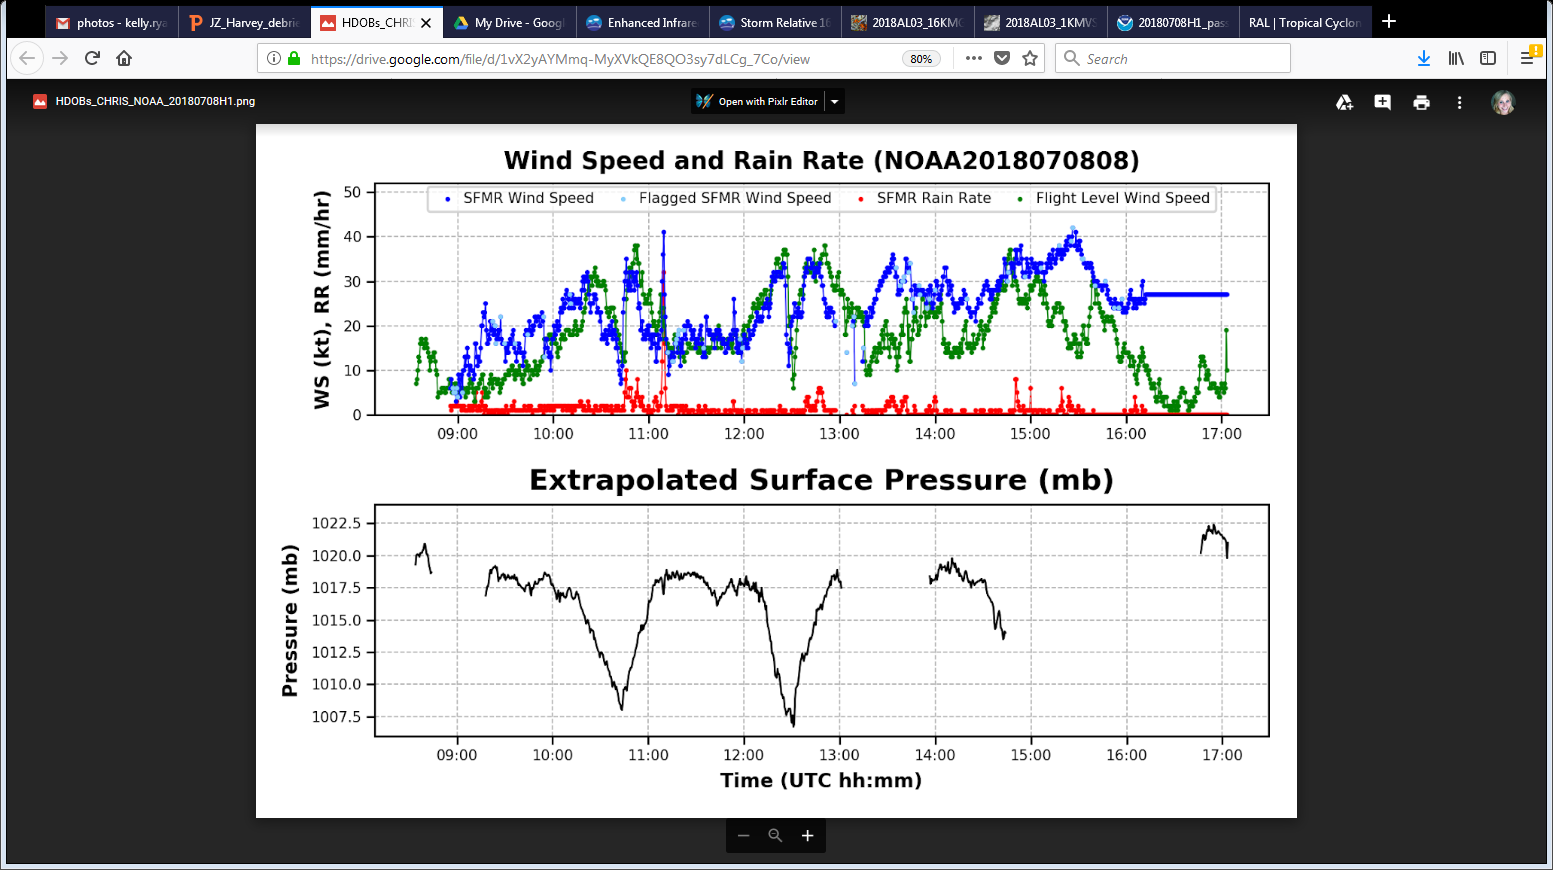 photos - kelly.rya
JZ_Harvey_debrie
HDOBs_CHRIS
My Drive - Googl
Enhanced Infrare
Storm Relative 16
2018AL03_16KMG
2018AL03_1KMVS
20180708H1_pas
RAL | Tropical Cyclon
https://drive.google.com/file/d/1vX2yAYMmq-MyXVkQE8QO3sy7dLCg_7Co/view
80%
Search
HDOBs_CHRIS_NOAA_20180708H1.png
Open with Pixlr Editor
Wind Speed and Rain Rate (NOAA2018070808)
SFMR Wind Speed
Flagged SFMR Wind Speed
SFMR Rain Rate
Flight Level Wind Speed
WS (kt), RR (mm/hr)
50
40
30
20
10
0
09:00 10:00 11:00 12:00 13:00 14:00 15:00 16:00 17:00
Extrapolated Surface Pressure (mb)
Pressure (mb)
1022.5
1020.0
1017.5
1015.0
1012.5
1010.0
1007.5
09:00 10:00 11:00 12:00 13:00 14:00 15:00 16:00 17:00
Time (UTC hh:mm)